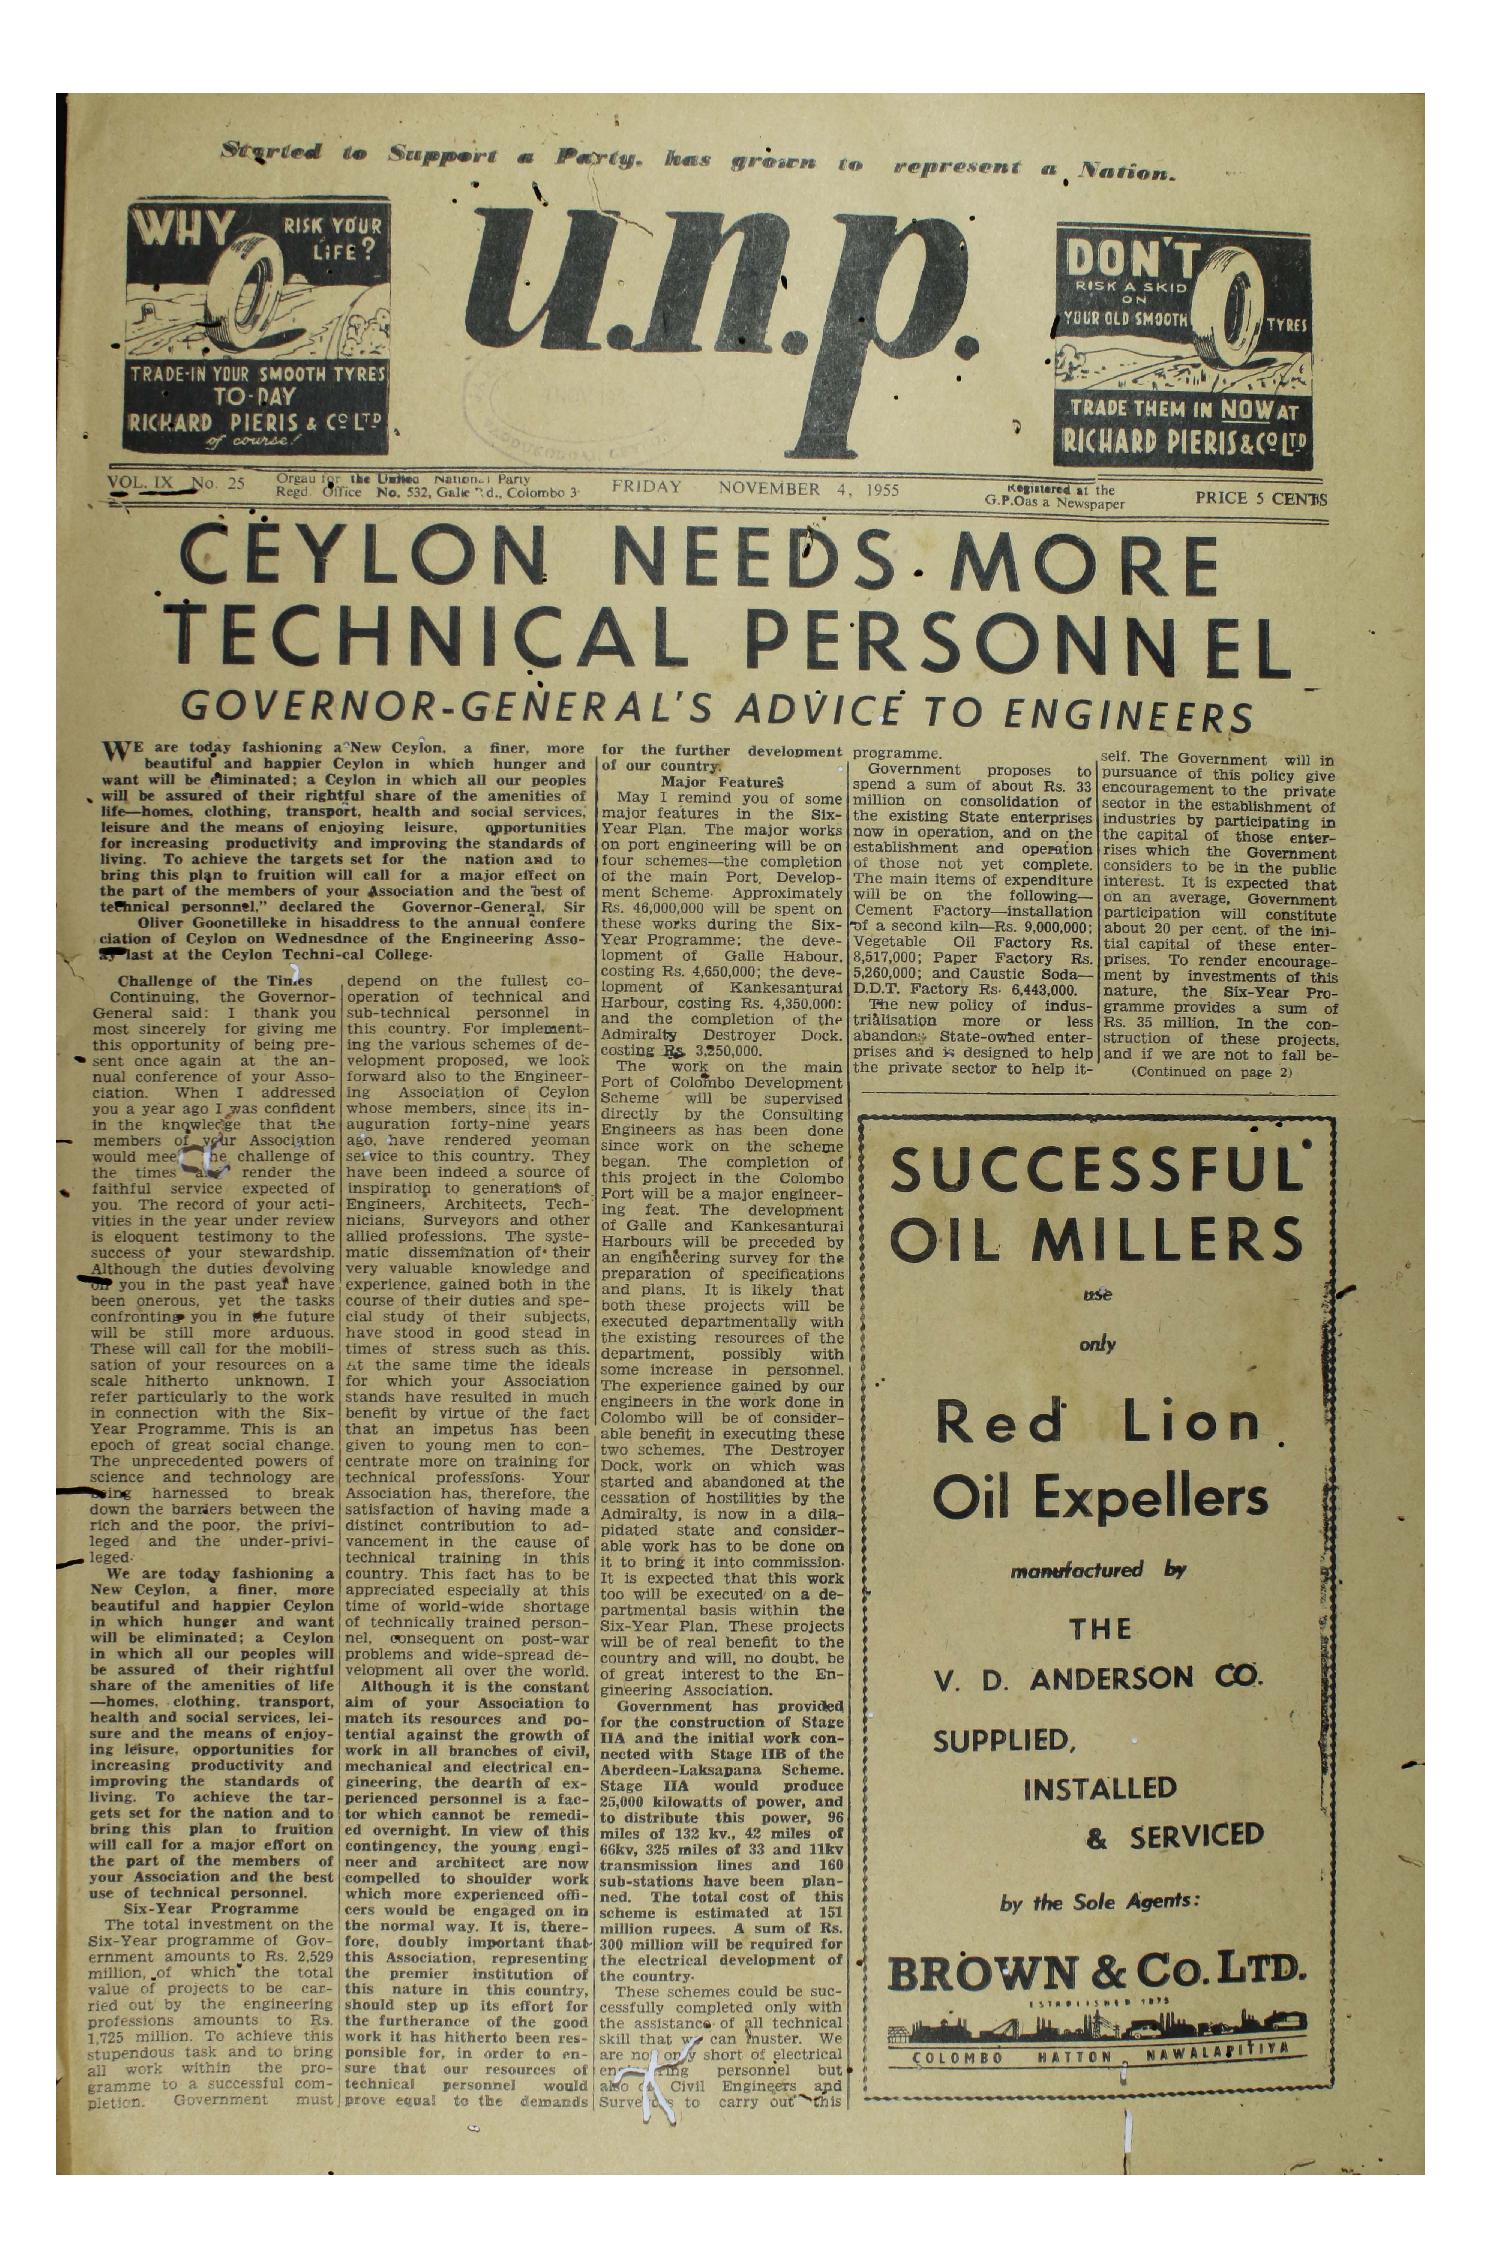 Started to Support a Party, has grown to represent a Nation.
WHY RISK YOUR
LIFE?
TRADE-IN YOUR SMOOTH TYRES
TO-DAY
RICHARD PIERIS & CO LTD
of course!
u.n.p.
DON'T
RISK A SKID
ON
YOUR OLD SMOOTH
TYRES
TRADE THEM IN NOW AT
RICHARD PIERIS & CO LTD
VOL. IX No. 25
Orgau for the United National Party
Regd. Office No. 532, Galle Rd., Colombo 3
FRIDAY NOVEMBER 4, 1955
Registered at the
G.P.Oas a Newspaper
PRICE 5 CENTS
CEYLON NEEDS MORE
TECHNICAL PERSONNEL
GOVERNOR-GENERAL'S ADVICE TO ENGINEERS
WE are today fashioning a New Ceylon, a finer, more
beautiful and happier Ceylon in which hunger and
want will be eliminated; a Ceylon in which all our peoples
will be assured of their rightful share of the amenities of
life—homes, clothing, transport, health and social services,
leisure and the means of enjoying leisure, opportunities
for increasing productivity and improving the standards of
living. To achieve the targets set for the nation and to
bring this plan to fruition will call for a major effect on
the part of the members of your Association and the best of
technical personnel," declared the Governor-General, Sir
Oliver Goonetilleke in hisaddress to the annual confere
ciation of Ceylon on Wednesdnce of the Engineering Asso-
ay last at the Ceylon Techni-cal College.
Challenge of the Times
Continuing, the Governor-
General said: I thank you
most sincerely for giving me
this opportunity of being pre-
sent once again at the an-
nual conference of your Asso-
ciation. When I addressed
you a year ago I was confident
in the knowledge that the
members of your Association
would meet the challenge of
the times and render the
faithful service expected of
you. The record of your acti-
vities in the year under review
is eloquent testimony to the
success of your stewardship.
Although the duties devolving
on you in the past year have
been onerous, yet the tasks
confronting you in the future
will be still more arduous.
These will call for the mobili-
sation of your resources on a
scale hitherto unknown. I
refer particularly to the work
in connection with the Six-
Year Programme. This is an
epoch of great social change.
The unprecedented powers of
science and technology are
being harnessed to break
down the barriers between the
rich and the poor, the privi-
leged and the under-privi-
leged.
We are today fashioning a
New Ceylon, a finer, more
beautiful and happier Ceylon
in which hunger and want
will be eliminated; a Ceylon
in which all our peoples will
be assured of their rightful
share of the amenities of life
—homes, clothing, transport,
health and social services, lei-
sure and the means of enjoy-
ing leisure, opportunities for
increasing productivity and
improving the standards of
living. To achieve the tar-
gets set for the nation and to
bring this plan to fruition
will call for a major effort on
the part of the members of
your Association and the best
use of technical personnel.
Six-Year Programme
The total investment on the
Six-Year programme of Gov-
ernment amounts to Rs. 2,529
million, of which the total
value of projects to be car-
ried out by the engineering
professions amounts to Rs.
1,725 million. To achieve this
stupendous task and to bring
all work within the pro-
gramme to a successful com-
pletion. Government must
depend on the fullest co-
operation of technical and
sub-technical personnel in
this country. For implement-
ing the various schemes of de-
velopment proposed, we look
forward also to the Engineer-
ing Association of Ceylon
whose members, since its in-
auguration forty-nine years
ago, have rendered yeoman
service to this country. They
have been indeed a source of
inspiration to generations of
Engineers, Architects, Tech-
nicians, Surveyors and other
allied professions. The syste-
matic dissemination of their
very valuable knowledge and
experience, gained both in the
course of their duties and spe-
cial study of their subjects,
have stood in good stead in
times of stress such as this.
At the same time the ideals
for which your Association
stands have resulted in much
benefit by virtue of the fact
that an impetus has been
given to young men to con-
centrate more on training for
technical professions. Your
Association has, therefore, the
satisfaction of having made a
distinct contribution to ad-
vancement in the cause of
technical training in this
country. This fact has to be
appreciated especially at this
time of world-wide shortage
of technically trained person-
nel, consequent on post-war
problems and wide-spread de-
velopment all over the world.
Although it is the constant
aim of your Association to
match its resources and po-
tential against the growth of
work in all branches of civil,
mechanical and electrical en-
gineering, the dearth of ex-
perienced personnel is a fac-
tor which cannot be remedi-
ed overnight. In view of this
contingency, the young engi-
neer and architect are now
compelled to shoulder work
which more experienced offi-
cers would be engaged on in
the normal way. It is, there-
fore, doubly important that
this Association, representing
the premier institution of
this nature in this country,
should step up its effort for
the furtherance of the good
work it has hitherto been res-
ponsible for, in order to en-
sure that our resources of
technical personnel would
prove equal to the demands
for the further development
of our country.
Major Features
May I remind you of some
major features in the Six-
Year Plan. The major works
on port engineering will be on
four schemes—the completion
of the main Port, Develop-
ment Scheme. Approximately
Rs. 46,000,000 will be spent on
these works during the Six-
Year Programme; the deve-
lopment of Galle Habour.
costing Rs. 4,650,000; the deve-
lopment of Kankesanturai
Harbour, costing Rs. 4,350,000:
and the completion of the
Admiralty Destroyer Dock.
costing Rs. 3,250,000.
The work on the main
Port of Colombo Development
Scheme will be supervised
directly by the Consulting
Engineers as has been done
since work on the scheme
began. The completion of
this project in the Colombo
Port will be a major engineer-
ing feat. The development
of Galle and Kankesanturai
Harbours will be preceded by
an engineering survey for the
preparation of specifications
and plans. It is likely that
both these projects will be
executed departmentally with
the existing resources of the
department, possibly with
some increase in personnel.
The experience gained by our
engineers in the work done in
Colombo will be of consider-
able benefit in executing these
two schemes. The Destroyer
Dock, work on which was
started and abandoned at the
cessation of hostilities by the
Admiralty, is now in a dila-
pidated state and consider-
able work has to be done on
it to bring it into commission.
It is expected that this work
too will be executed on a de-
partmental basis within the
Six-Year Plan. These projects
will be of real benefit to the
country and will, no doubt, be
of great interest to the En-
gineering Association.
Government has provided
for the construction of Stage
IIA and the initial work con-
nected with Stage IIB of the
Aberdeen-Laksapana Scheme.
Stage IIA would produce
25,000 kilowatts of power, and
to distribute this power, 96
miles of 132 kv., 42 miles of
66kv, 325 miles of 33 and 11kv
transmission lines and 160
sub-stations have been plan-
ned. The total cost of this
scheme is estimated at 151
million rupees. A sum of Rs.
300 million will be required for
the electrical development of
the country.
These schemes could be suc-
cessfully completed only with
the assistance of all technical
skill that we can muster. We
are not only short of electrical
engineering personnel but
also of Civil Engineers and
Surveyors to carry out this
programme.
Government proposes to
spend a sum of about Rs. 33
million on consolidation of
the existing State enterprises
now in operation, and on the
establishment and operation
of those not yet complete.
The main items of expenditure
will be on the following—
Cement Factory—installation
of a second kiln—Rs. 9,000,000;
Vegetable Oil Factory Rs.
8,517,000; Paper Factory Rs.
5,260,000; and Caustic Soda—
D.D.T. Factory Rs. 6,443,000.
The new policy of indus-
trialisation more or less
abandons State-owned enter-
prises and is designed to help
the private sector to help it-
self. The Government will in
pursuance of this policy give
encouragement to the private
sector in the establishment of
industries by participating in
the capital of those enter-
rises which the Government
considers to be in the public
interest. It is expected that
on an average, Government
participation will constitute
about 20 per cent. of the ini-
tial capital of these enter-
prises. To render encourage-
ment by investments of this
nature, the Six-Year Pro-
gramme provides a sum of
Rs. 35 million. In the con-
struction of these projects,
and if we are not to fall be-
(Continued on page 2)
SUCCESSFUL
OIL MILLERS
use
only
Red Lion
Oil Expellers
manufactured by
THE
V. D. ANDERSON CO.
SUPPLIED,
INSTALLED
& SERVICED
by the Sole Agents:
BROWN & CO. LTD.
ESTABLISHED 1875
COLOMBO HATTON NAWALAPITIYA